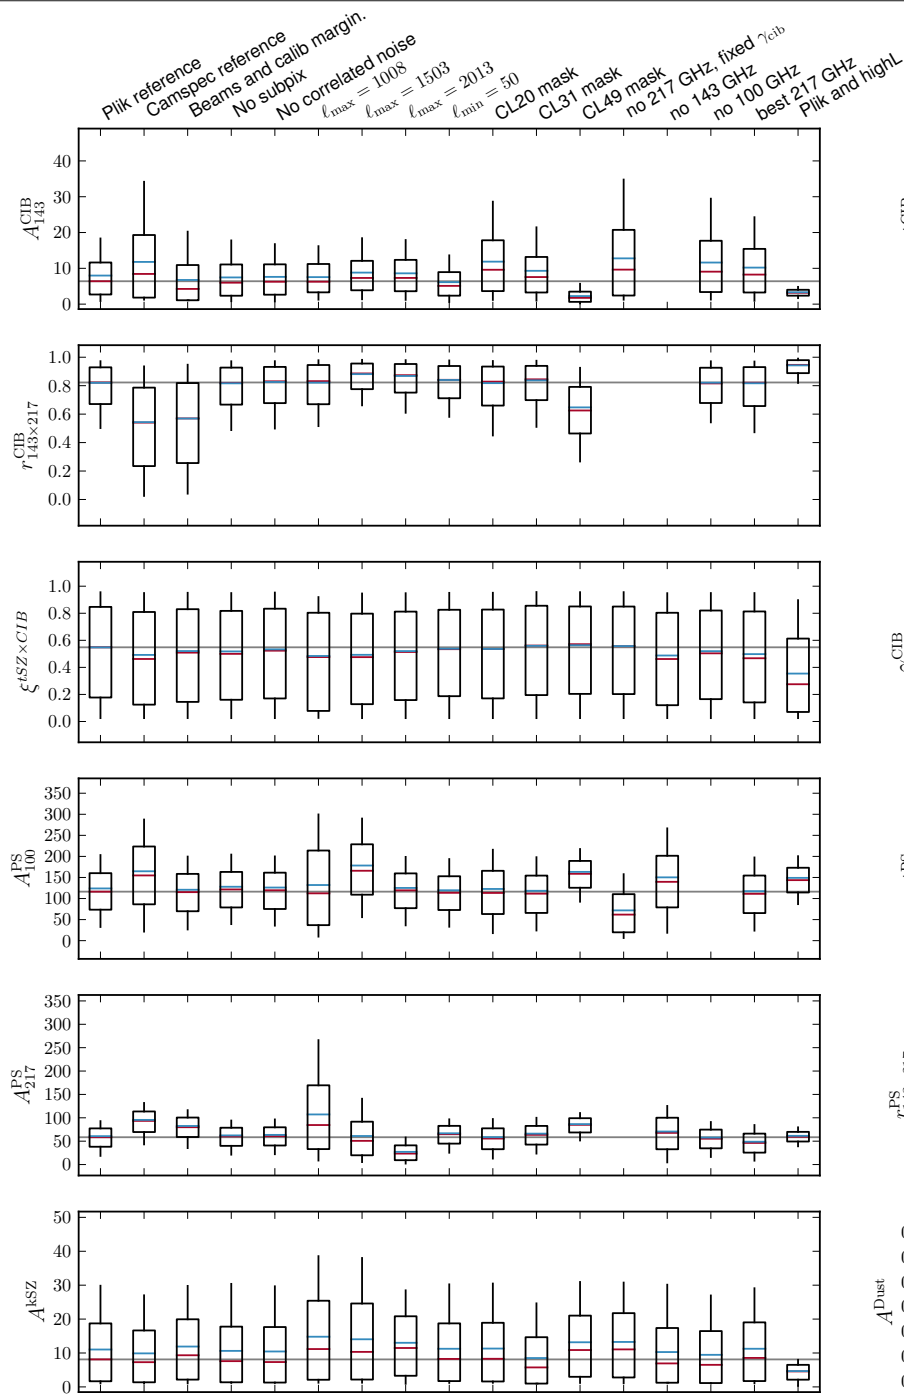 Plik reference
Camspec reference
Beams and calib margin.
No subpix
No correlated noise
ℓmax = 1008
ℓmax = 1503
ℓmax = 2013
ℓmin = 50
CL20 mask
CL31 mask
CL49 mask
no 217 GHz, fixed γcib
no 143 GHz
no 100 GHz
best 217 GHz
Plik and highL
A^CIB_143
40
30
20
10
0
r^CIB_143×217
1.0
0.8
0.6
0.4
0.2
0.0
ξ^tSZ×CIB
1.0
0.8
0.6
0.4
0.2
0.0
γ^CIB
A^PS_100
350
300
250
200
150
100
50
0
A^PS_217
350
300
250
200
150
100
50
0
A^kSZ
50
40
30
20
10
0
A^Dust